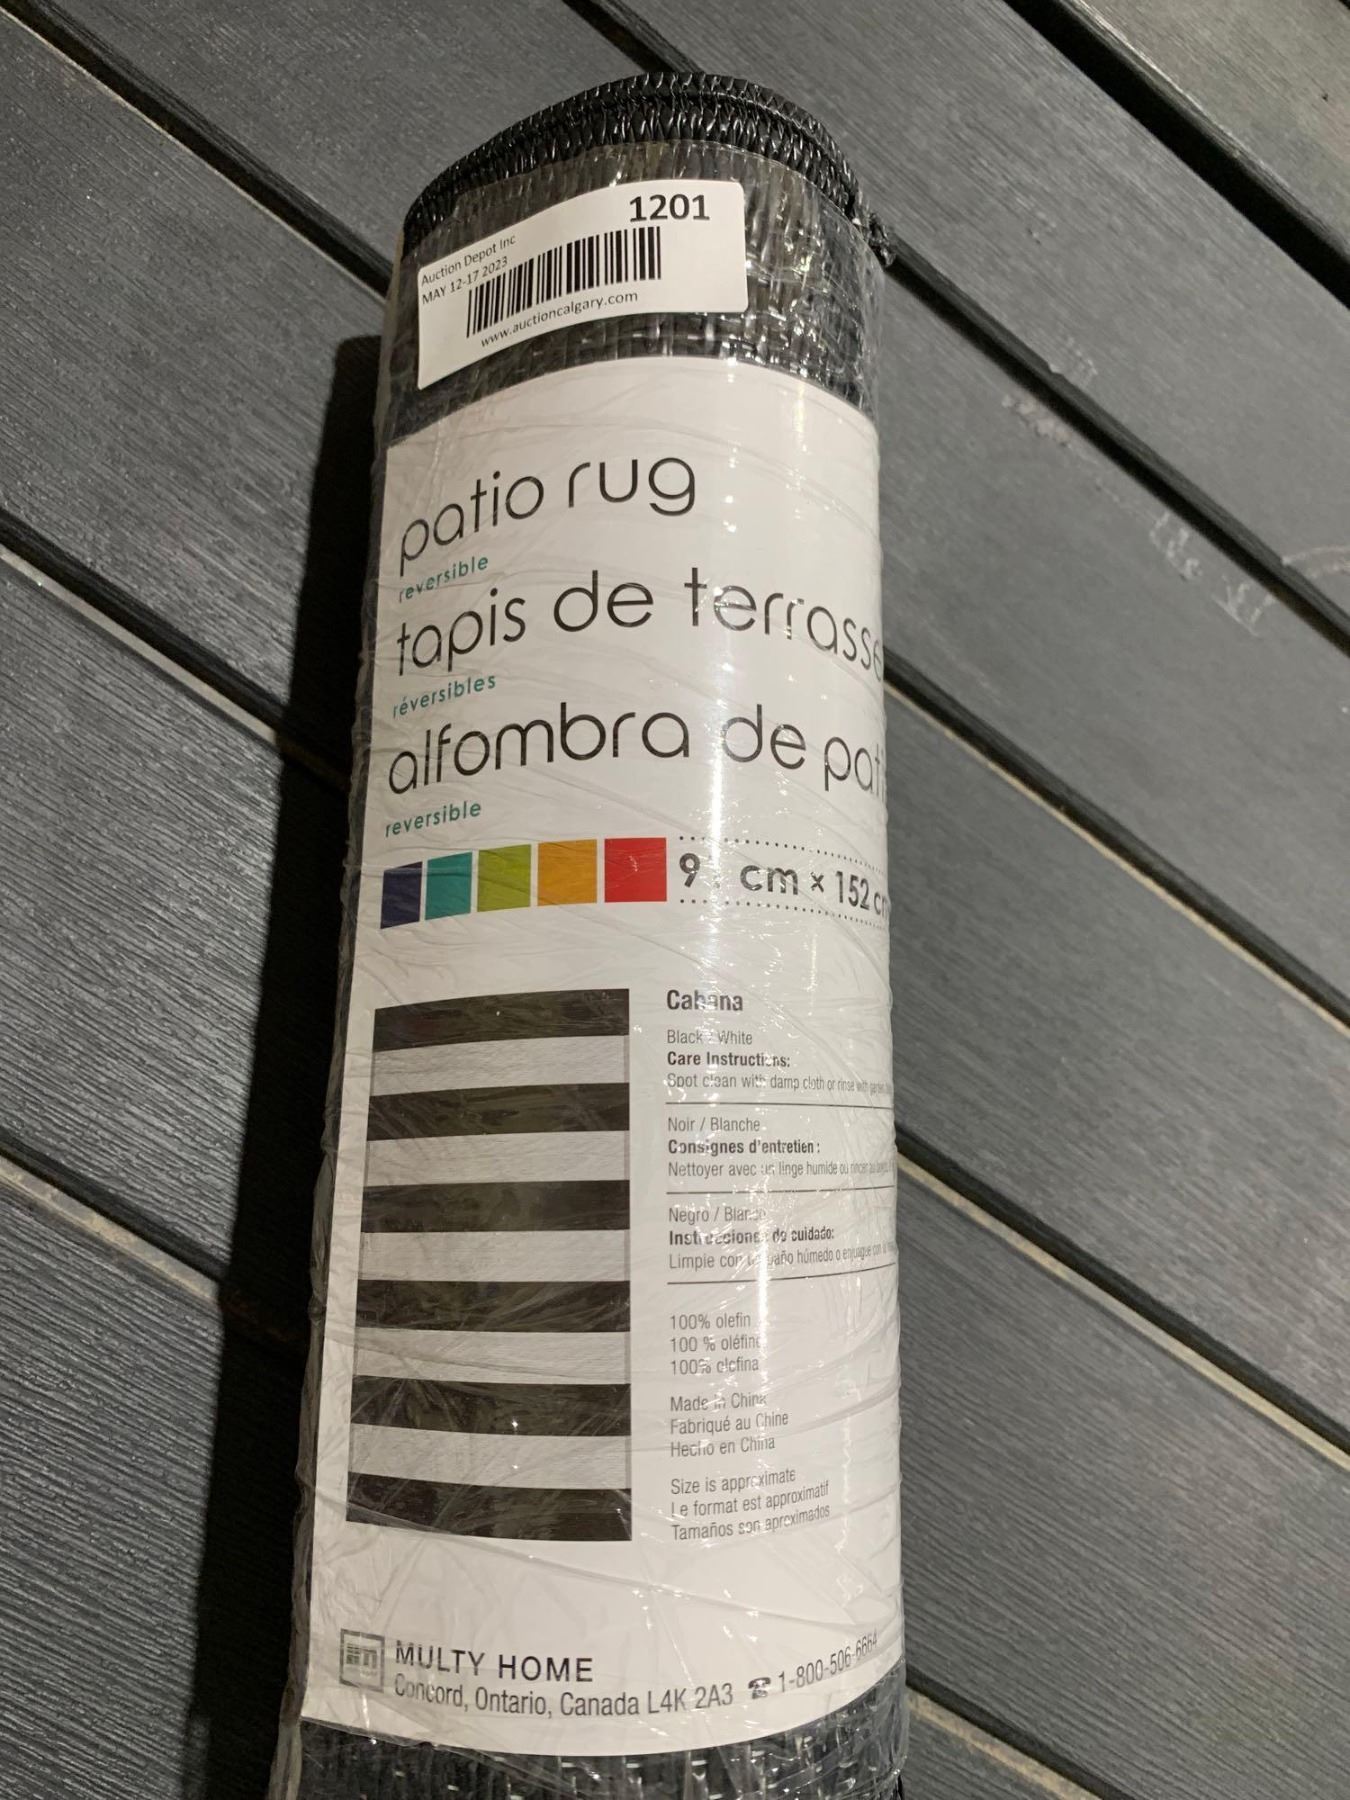 1201
Auction Depot Inc
MAY 12-17 2023
www.auctioncalgary.com
patio rug
reversible
tapis de terrasse
réversibles
alfombra de
reversible
cm × 152
Cabana
Black / White
Care Instructions:
Spot clean with damp cloth or rinse with
Noir / Blanche
Consignes d'entretien :
Nettoyer avec un linge humide ou rincer au
Negro / Blanco
Instrucciones de cuidado:
Limpie con un paño húmedo o enjuague con
100% olefin
100 % oléfine
100% olefina
Made in China
Fabriqué au Chine
Hecho en China
Size is approximate
Le format est approximatif
Tamaños son aproximados
MULTY HOME
Concord, Ontario, Canada L4K 2A3 ☎ 1-800-506-6664